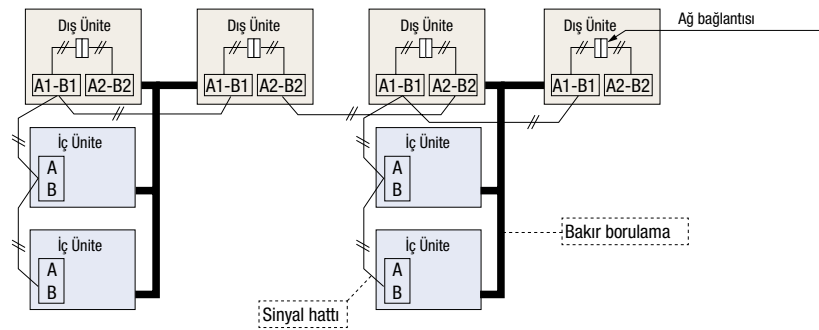 Dış Ünite
Dış Ünite
Dış Ünite
Dış Ünite
Ağ bağlantısı
A1-B1 A2-B2
A1-B1 A2-B2
A1-B1 A2-B2
A1-B1 A2-B2
İç Ünite
A
B
İç Ünite
A
B
İç Ünite
A
B
İç Ünite
A
B
Bakır borulama
Sinyal hattı